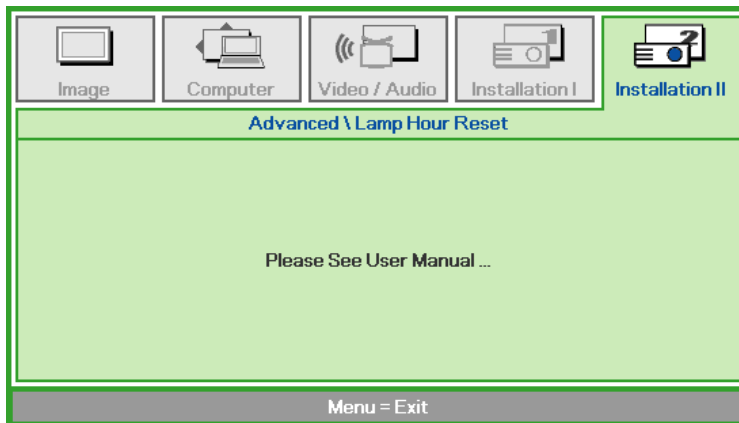 Image
Computer
Video / Audio
Installation I
Installation II
Advanced \ Lamp Hour Reset
Please See User Manual ...
Menu = Exit